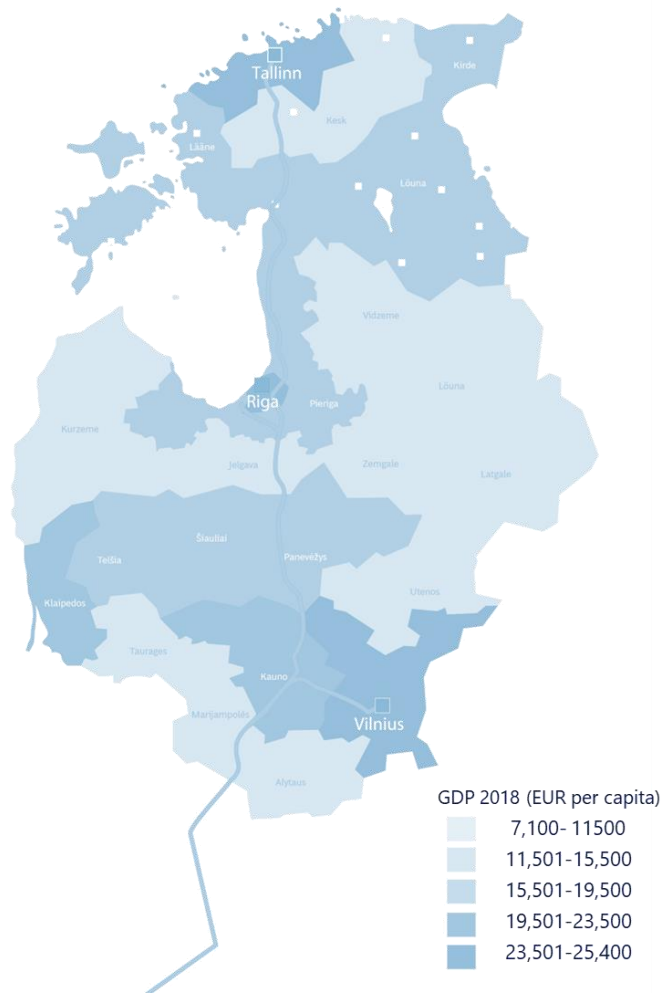 Tallinn
Kirde
Kesk
Lääne
Lõuna
Vidzeme
Lõuna
Riga
Pieriga
Kurzeme
Jelgava
Zemgale
Latgale
Šiauliai
Telšia
Panevėžys
Utenos
Klaipedos
Taurages
Kauno
Marijampolės
Vilnius
Alytaus
GDP 2018 (EUR per capita)
7,100- 11500
11,501-15,500
15,501-19,500
19,501-23,500
23,501-25,400